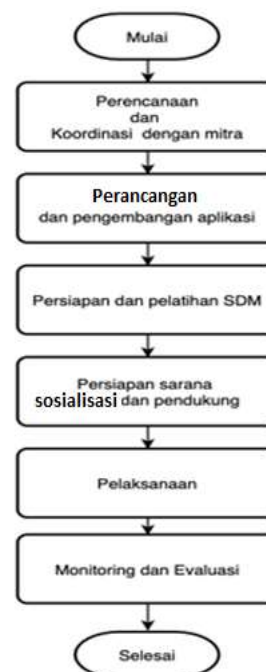 Mulai
Perencanaan
dan
Koordinasi dengan mitra
Perancangan
dan pengembangan aplikasi
Persiapan dan pelatihan SDM
Persiapan sarana
sosialisasi dan pendukung
Pelaksanaan
Monitoring dan Evaluasi
Selesai